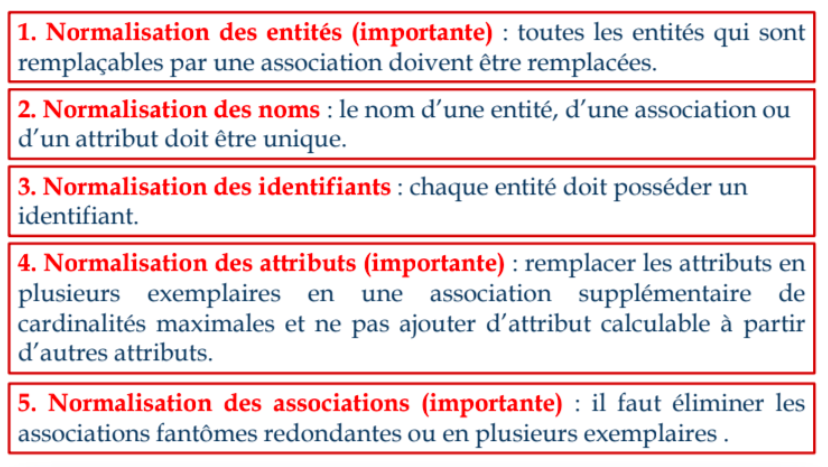 1. Normalisation des entités (importante) : toutes les entités qui sont
remplaçables par une association doivent être remplacées.
2. Normalisation des noms : le nom d’une entité, d’une association ou
d’un attribut doit être unique.
3. Normalisation des identifiants : chaque entité doit posséder un
identifiant.
4. Normalisation des attributs (importante) : remplacer les attributs en
plusieurs exemplaires en une association supplémentaire de
cardinalités maximales et ne pas ajouter d’attribut calculable à partir
d’autres attributs.
5. Normalisation des associations (importante) : il faut éliminer les
associations fantômes redondantes ou en plusieurs exemplaires .